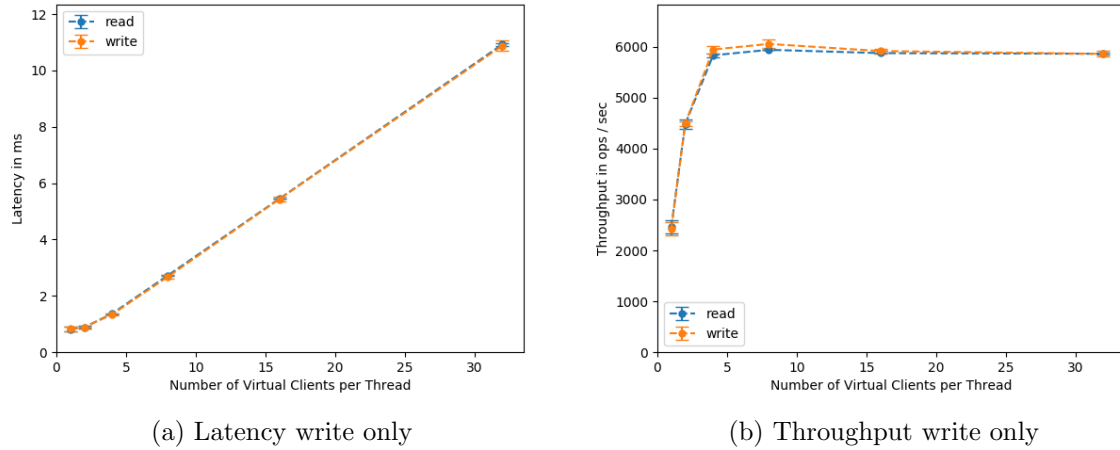 12
10
8
6
4
2
0
Latency in ms
read
write
0 5 10 15 20 25 30
Number of Virtual Clients per Thread
(a) Latency write only
6000
5000
4000
3000
2000
1000
0
Throughput in ops / sec
read
write
0 5 10 15 20 25 30
Number of Virtual Clients per Thread
(b) Throughput write only